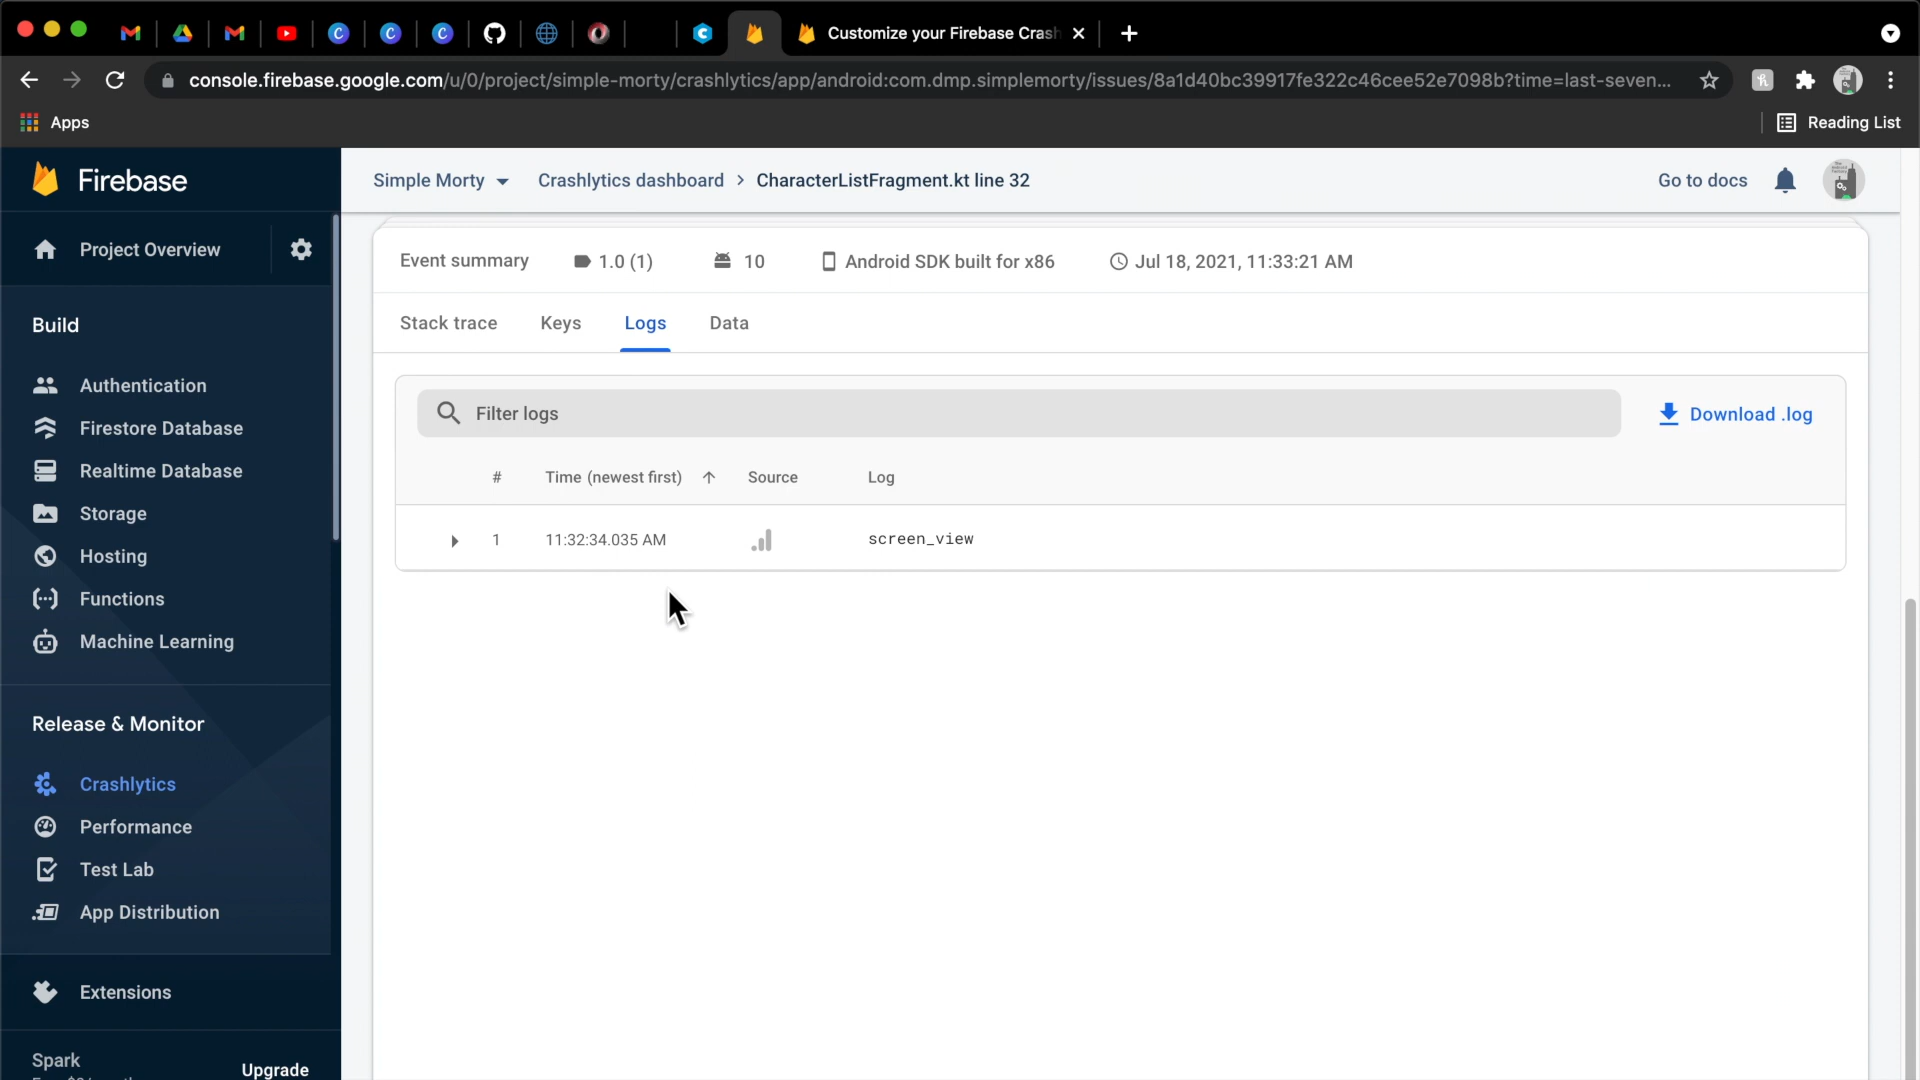 Customize your Firebase Crash
console.firebase.google.com/u/0/project/simple-morty/crashlytics/app/android:com.dmp.simplemorty/issues/8a1d40bc39917fe322c46cee52e7098b?time=last-seven...
Apps
Reading List
Firebase
Simple Morty
Crashlytics dashboard > CharacterListFragment.kt line 32
Go to docs
Project Overview
Event summary
1.0 (1)
10
Android SDK built for x86
Jul 18, 2021, 11:33:21 AM
Build
Stack trace
Keys
Logs
Data
Authentication
Firestore Database
Realtime Database
Storage
Hosting
Functions
Machine Learning
Filter logs
Download .log
# Time (newest first) Source Log
1 11:32:34.035 AM screen_view
Release & Monitor
Crashlytics
Performance
Test Lab
App Distribution
Extensions
Spark
Upgrade